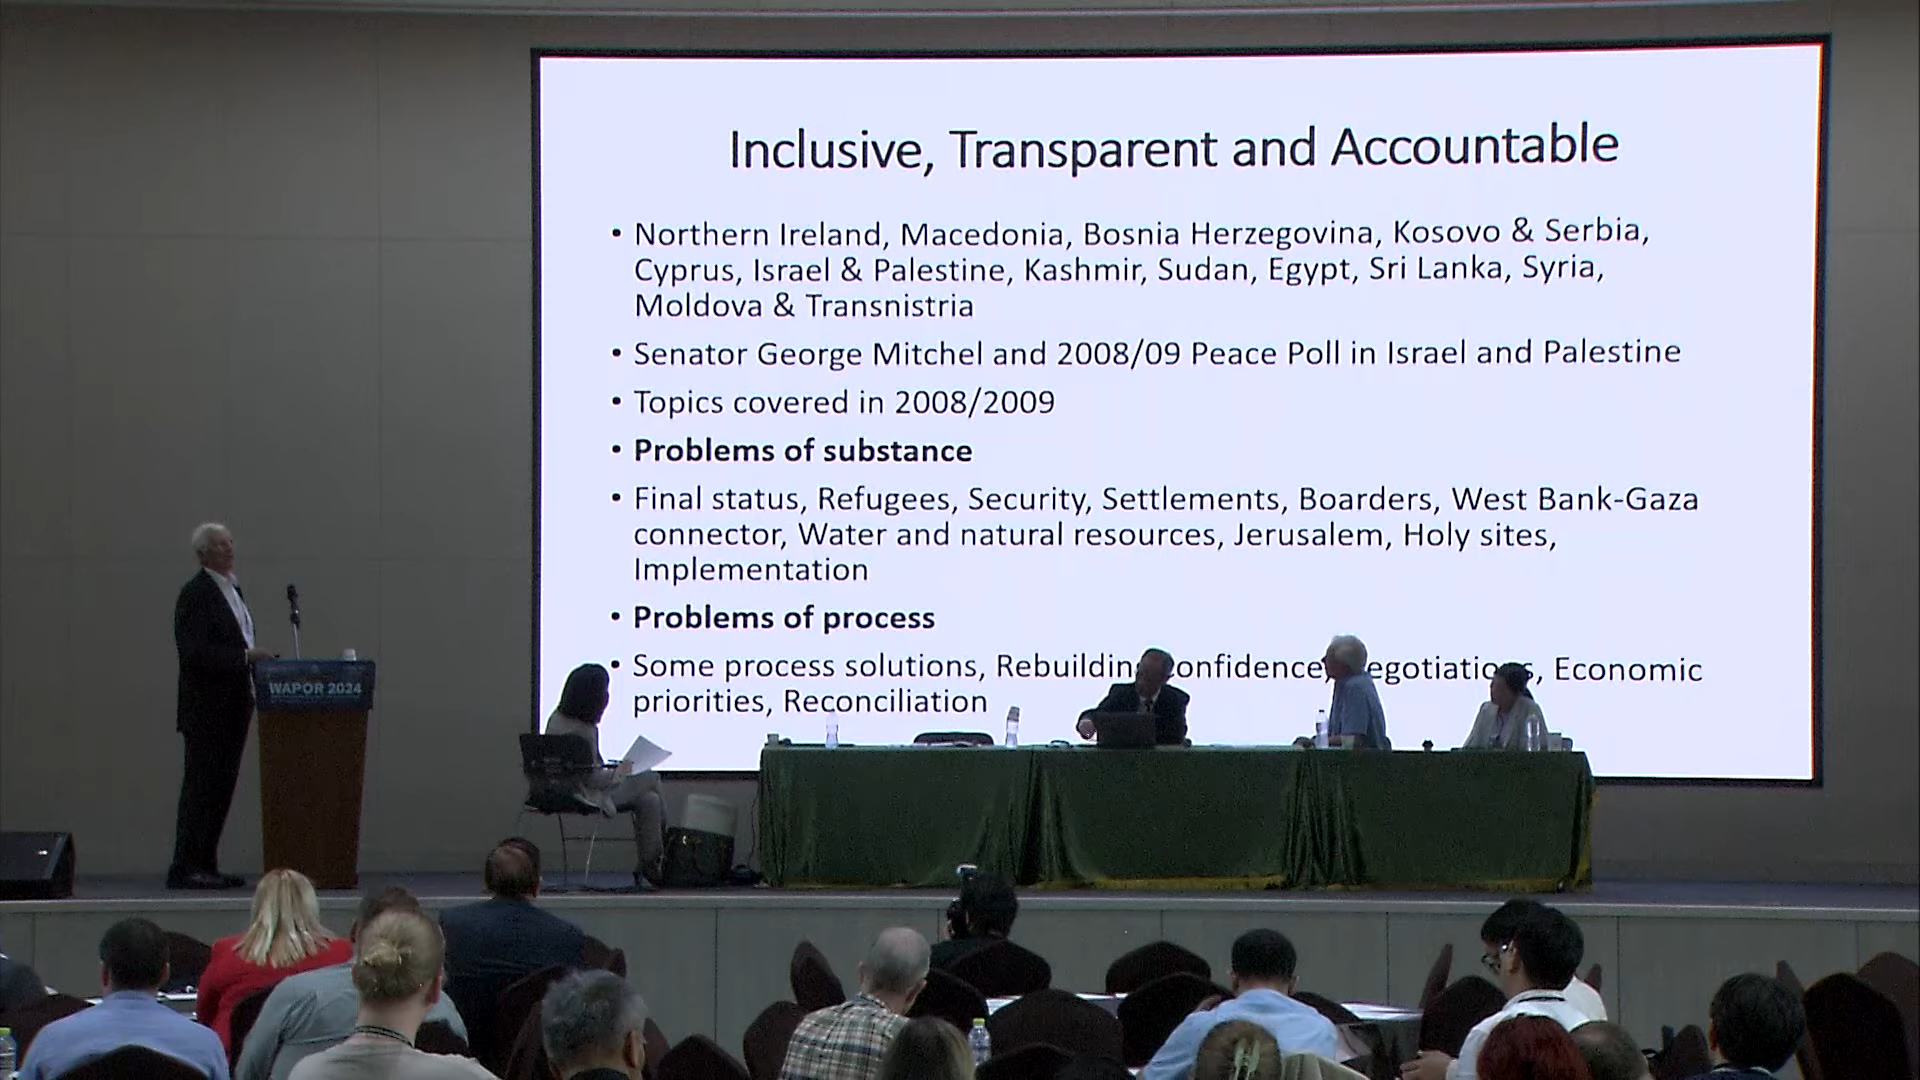 Inclusive, Transparent and Accountable
• Northern Ireland, Macedonia, Bosnia Herzegovina, Kosovo & Serbia,
Cyprus, Israel & Palestine, Kashmir, Sudan, Egypt, Sri Lanka, Syria,
Moldova & Transnistria
• Senator George Mitchel and 2008/09 Peace Poll in Israel and Palestine
• Topics covered in 2008/2009
• Problems of substance
• Final status, Refugees, Security, Settlements, Boarders, West Bank-Gaza
connector, Water and natural resources, Jerusalem, Holy sites,
Implementation
• Problems of process
• Some process solutions, Rebuilding confidence, Negotiations, Economic
priorities, Reconciliation
WAPOR 2024